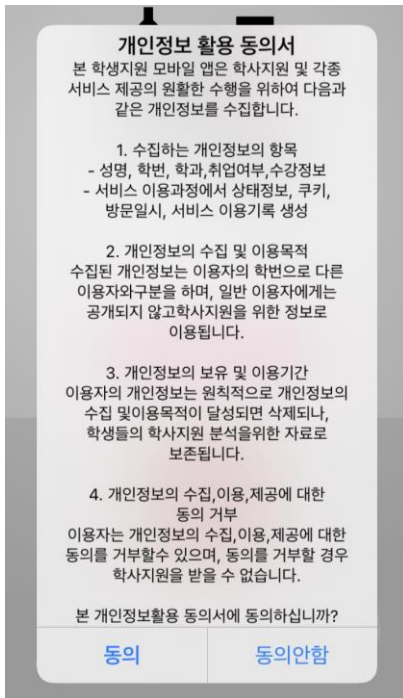 개인정보 활용 동의서
본 학생지원 모바일 앱은 학사지원 및 각종
서비스 제공의 원활한 수행을 위하여 다음과
같은 개인정보를 수집합니다.
1. 수집하는 개인정보의 항목
- 성명, 학번, 학과,취업여부,수강정보
- 서비스 이용과정에서 상태정보, 쿠키,
방문일시, 서비스 이용기록 생성
2. 개인정보의 수집 및 이용목적
수집된 개인정보는 이용자의 학번으로 다른
이용자와구분을 하며, 일반 이용자에게는
공개되지 않고학사지원을 위한 정보로
이용됩니다.
3. 개인정보의 보유 및 이용기간
이용자의 개인정보는 원칙적으로 개인정보의
수집 및이용목적이 달성되면 삭제되나,
학생들의 학사지원 분석을위한 자료로
보존됩니다.
4. 개인정보의 수집,이용,제공에 대한
동의 거부
이용자는 개인정보의 수집,이용,제공에 대한
동의를 거부할수 있으며, 동의를 거부할 경우
학사지원을 받을 수 없습니다.
본 개인정보활용 동의서에 동의하십니까?
동의
동의안함